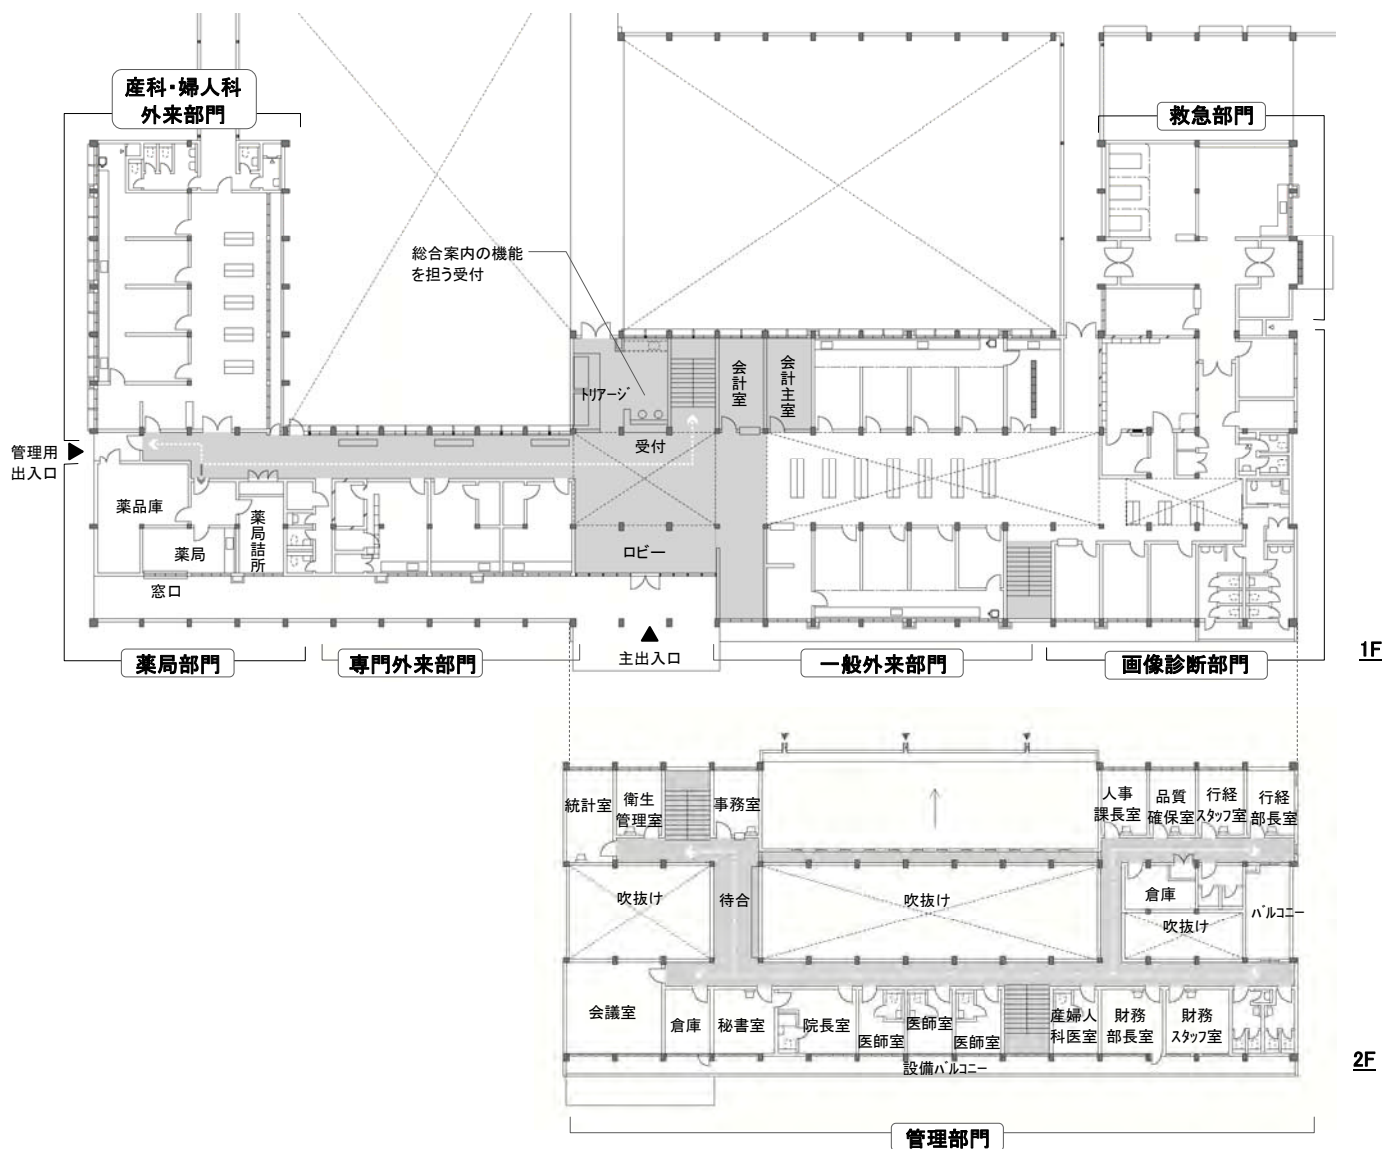 産科・婦人科
外来部門
救急部門
総合案内の機能
を担う受付
トリアージ
会計室
会計主室
受付
管理用
出入口
薬品庫
薬局
薬局詰所
ロビー
窓口
主出入口
薬局部門
専門外来部門
一般外来部門
画像診断部門
1F
統計室
衛生
管理室
事務室
人事
課長室
品質
確保室
行経
スタッフ室
行経
部長室
吹抜け
待合
吹抜け
倉庫
吹抜け
バルコニー
会議室
倉庫
秘書室
院長室
医師室
医師室
医師室
産婦人
科医室
財務
部長室
財務
スタッフ室
設備バルコニー
2F
管理部門